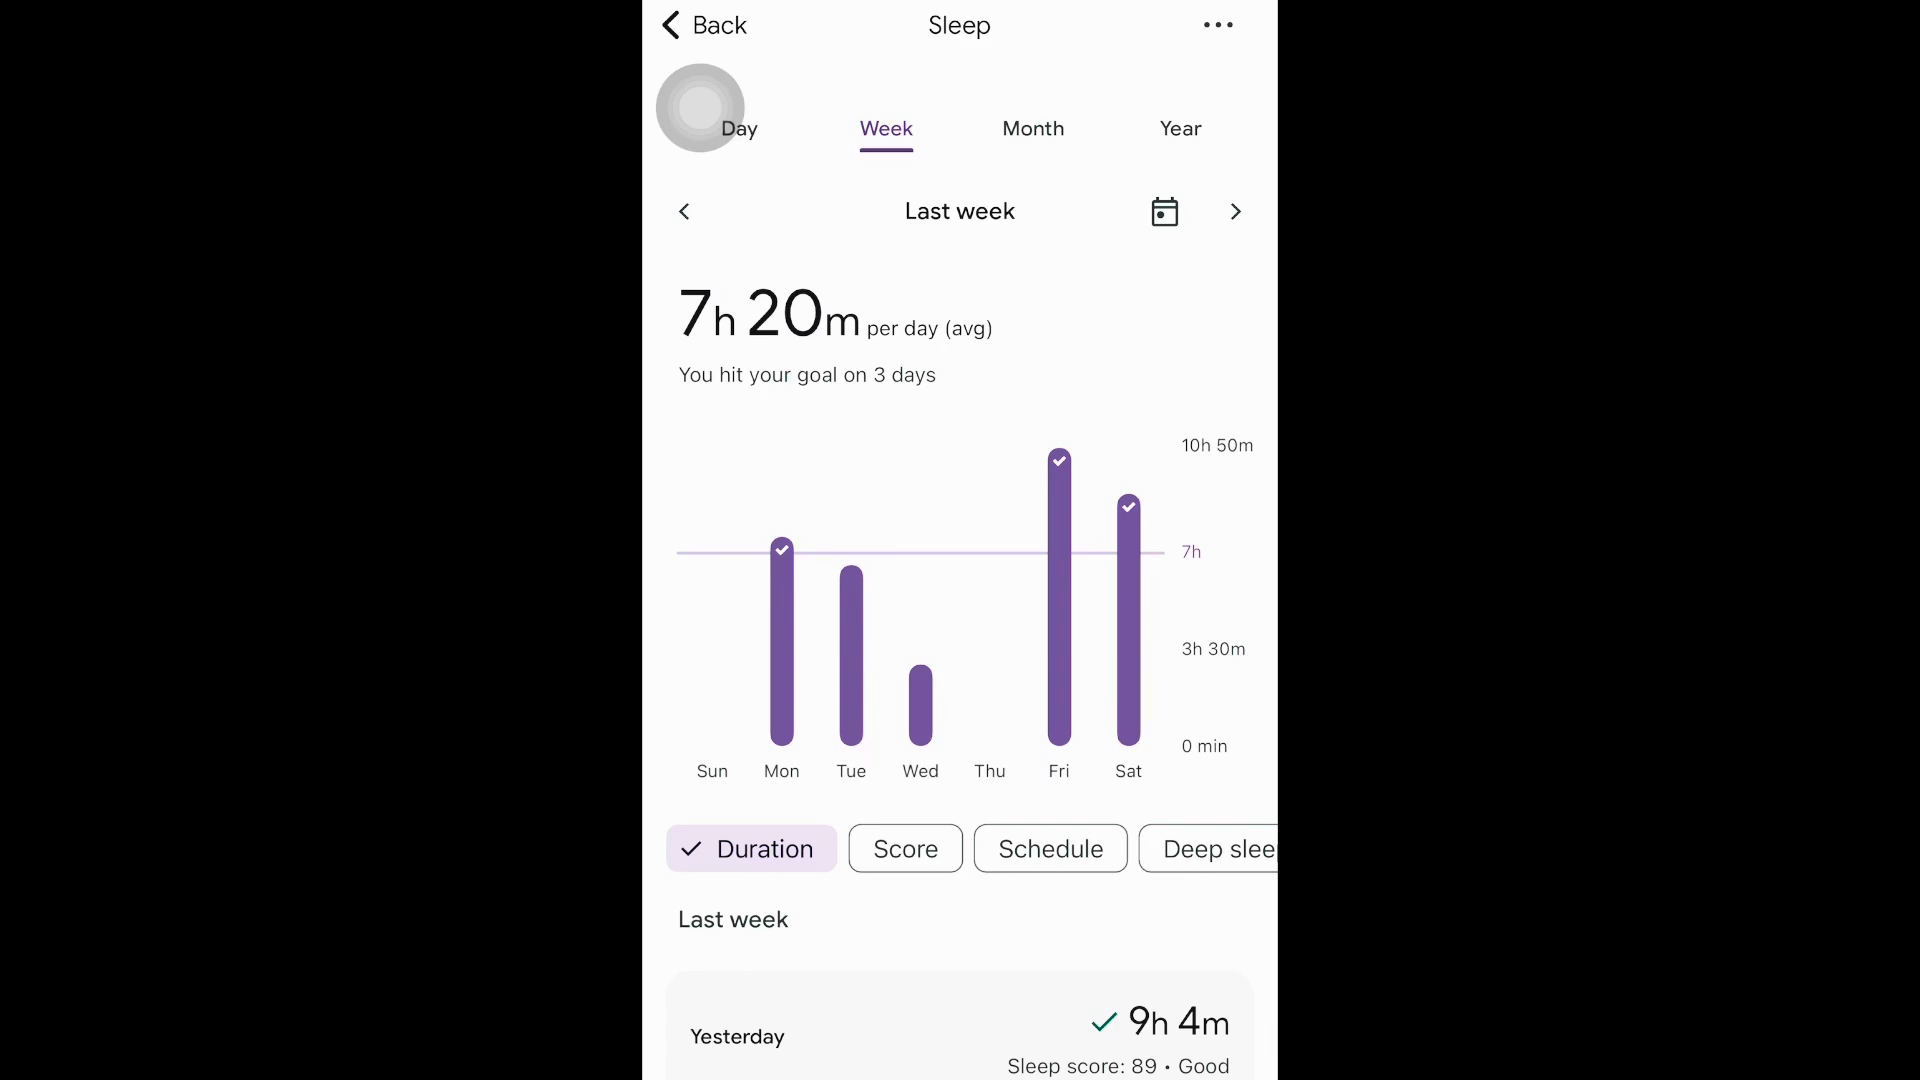 Back
Sleep
Day
Week
Month
Year
Last week
7h 20m per day (avg)
You hit your goal on 3 days
10h 50m
7h
3h 30m
0 min
Sun Mon Tue Wed Thu Fri Sat
Duration
Score
Schedule
Deep slee
Last week
Yesterday
9h 4m
Sleep score: 89 • Good